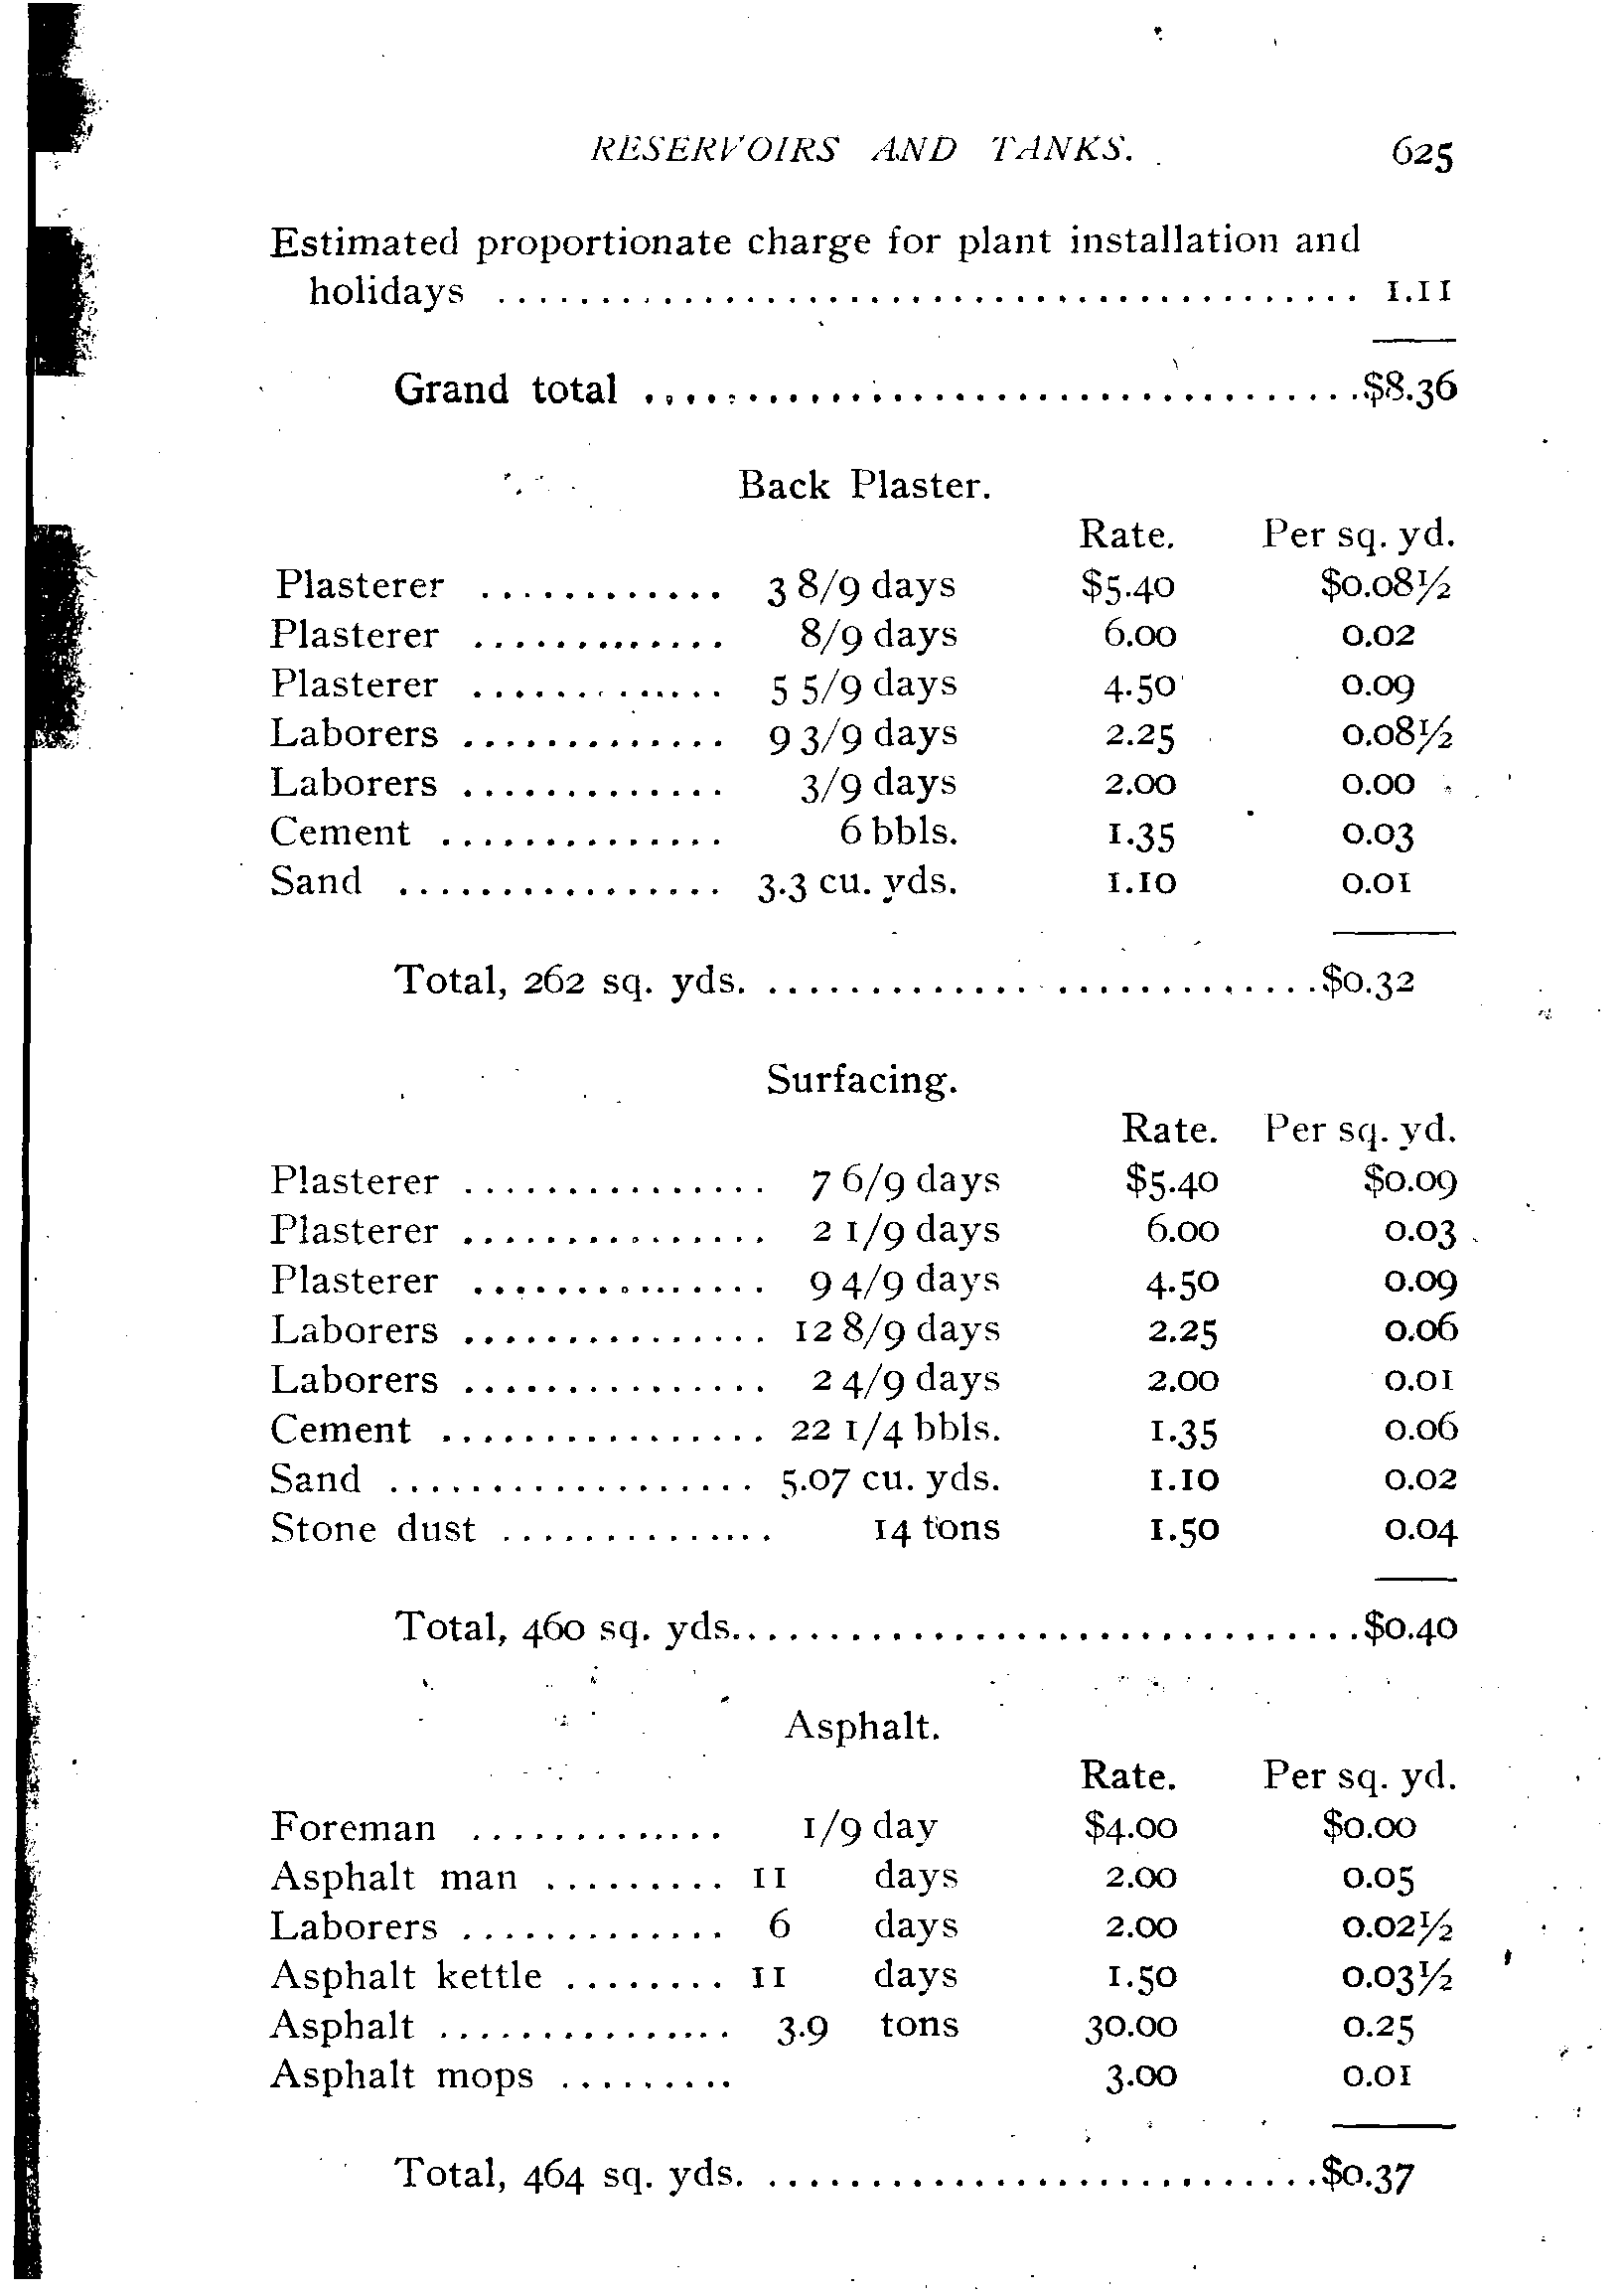 RESERVOIRS AND TANKS. 625
Estimated proportionate charge for plant installation and
holidays ........................................ 1.11
Grand total ...................................$8.36
Back Plaster.
Rate. Per sq. yd.
Plasterer ............ 3 8/9 days $5.40 $0.08½
Plasterer ............ 8/9 days 6.00 0.02
Plasterer ............ 5 5/9 days 4.50 0.09
Laborers ............. 9 3/9 days 2.25 0.08½
Laborers ............. 3/9 days 2.00 0.00
Cement .............. 6 bbls. 1.35 0.03
Sand ................ 3.3 cu. yds. 1.10 0.01
Total, 262 sq. yds. ...........................$0.32
Surfacing.
Rate. Per sq. yd.
Plasterer ............... 7 6/9 days $5.40 $0.09
Plasterer ............... 2 1/9 days 6.00 0.03
Plasterer .............. 9 4/9 days 4.50 0.09
Laborers ............... 12 8/9 days 2.25 0.06
Laborers ............... 2 4/9 days 2.00 0.01
Cement ................ 22 1/4 bbls. 1.35 0.06
Sand .................. 5.07 cu. yds. 1.10 0.02
Stone dust .............. 14 tons 1.50 0.04
Total, 460 sq. yds...............................$0.40
Asphalt.
Rate. Per sq. yd.
Foreman ............. 1/9 day $4.00 $0.00
Asphalt man ......... 11 days 2.00 0.05
Laborers ............. 6 days 2.00 0.02½
Asphalt kettle ........ 11 days 1.50 0.03½
Asphalt ............... 3.9 tons 30.00 0.25
Asphalt mops ......... 3.00 0.01
Total, 464 sq. yds. ...........................$0.37